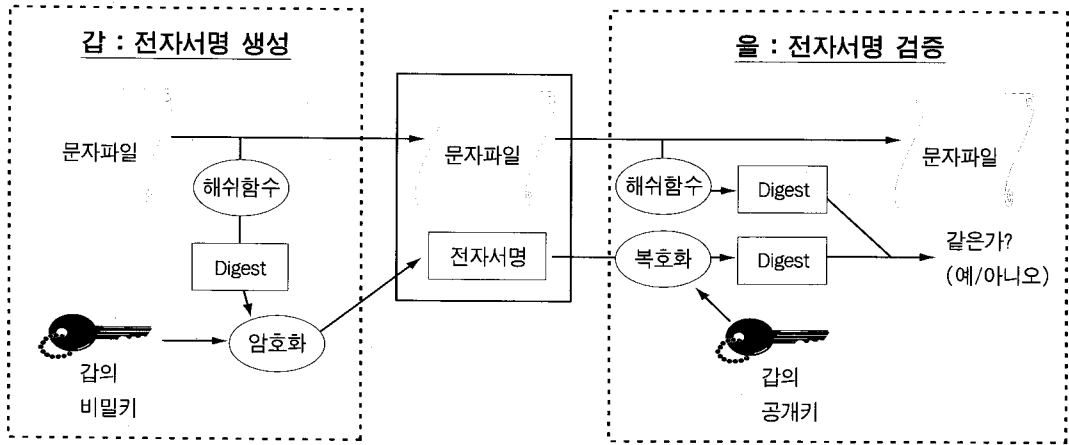 갑 : 전자서명 생성
문자파일
해쉬함수
Digest
암호화
갑의
비밀키
문자파일
전자서명
을 : 전자서명 검증
문자파일
해쉬함수
Digest
복호화
Digest
같은가?
(예/아니오)
갑의
공개키